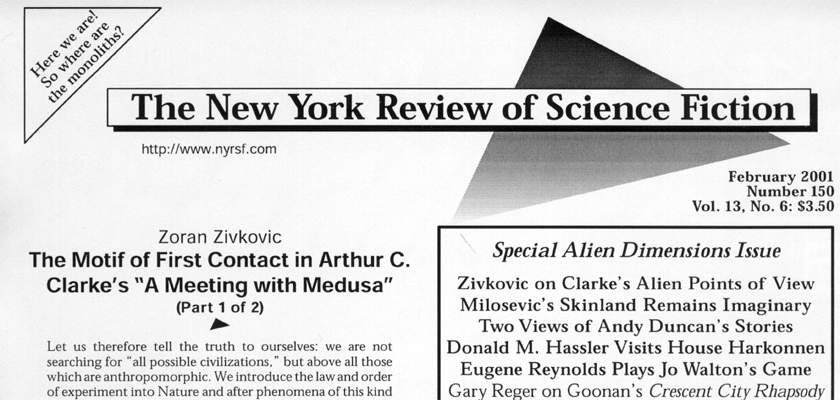 Here we are!
So where are
the monoliths?
The New York Review of Science Fiction
http://www.nyrsf.com
February 2001
Number 150
Vol. 13, No. 6: $3.50
Zoran Zivkovic
The Motif of First Contact in Arthur C.
Clarke's "A Meeting with Medusa"
(Part 1 of 2)
Let us therefore tell the truth to ourselves: we are not
searching for "all possible civilizations," but above all those
which are anthropomorphic. We introduce the law and order
of experiment into Nature and after phenomena of this kind
Special Alien Dimensions Issue
Zivkovic on Clarke's Alien Points of View
Milosevic's Skinland Remains Imaginary
Two Views of Andy Duncan's Stories
Donald M. Hassler Visits House Harkonnen
Eugene Reynolds Plays Jo Walton's Game
Gary Reger on Goonan's Crescent City Rhapsody